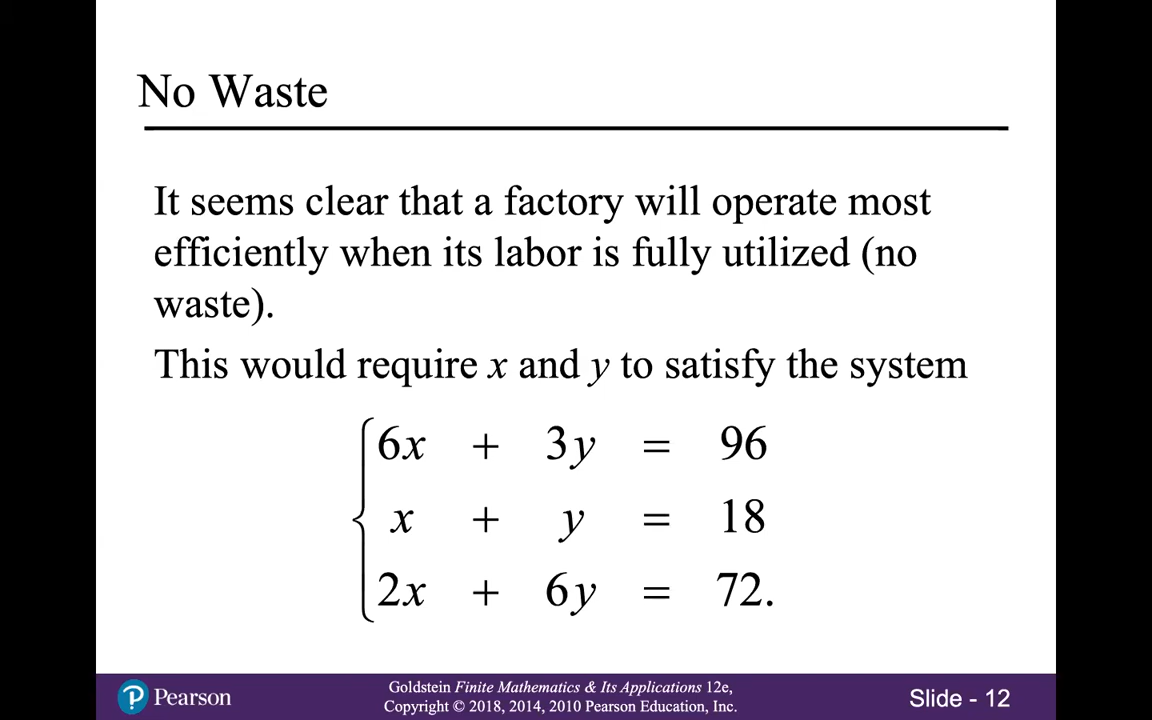 No Waste
It seems clear that a factory will operate most
efficiently when its labor is fully utilized (no
waste).
This would require x and y to satisfy the system
6x + 3y = 96
x + y = 18
2x + 6y = 72.
Pearson
Goldstein Finite Mathematics & Its Applications 12e,
Copyright © 2018, 2014, 2010 Pearson Education, Inc.
Slide - 12